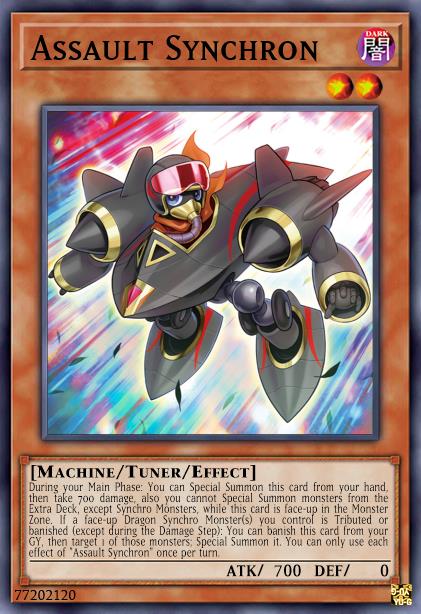 ASSAULT SYNCHRON
DARK
闇
[MACHINE/TUNER/EFFECT]
During your Main Phase: You can Special Summon this card from your hand,
then take 700 damage, also you cannot Special Summon monsters from the
Extra Deck, except Synchro Monsters, while this card is face-up in the Monster
Zone. If a face-up Dragon Synchro Monster(s) you control is Tributed or
banished (except during the Damage Step): You can banish this card from your
GY, then target 1 of those monsters; Special Summon it. You can only use each
effect of "Assault Synchron" once per turn.
ATK/ 700 DEF/ 0
77202120